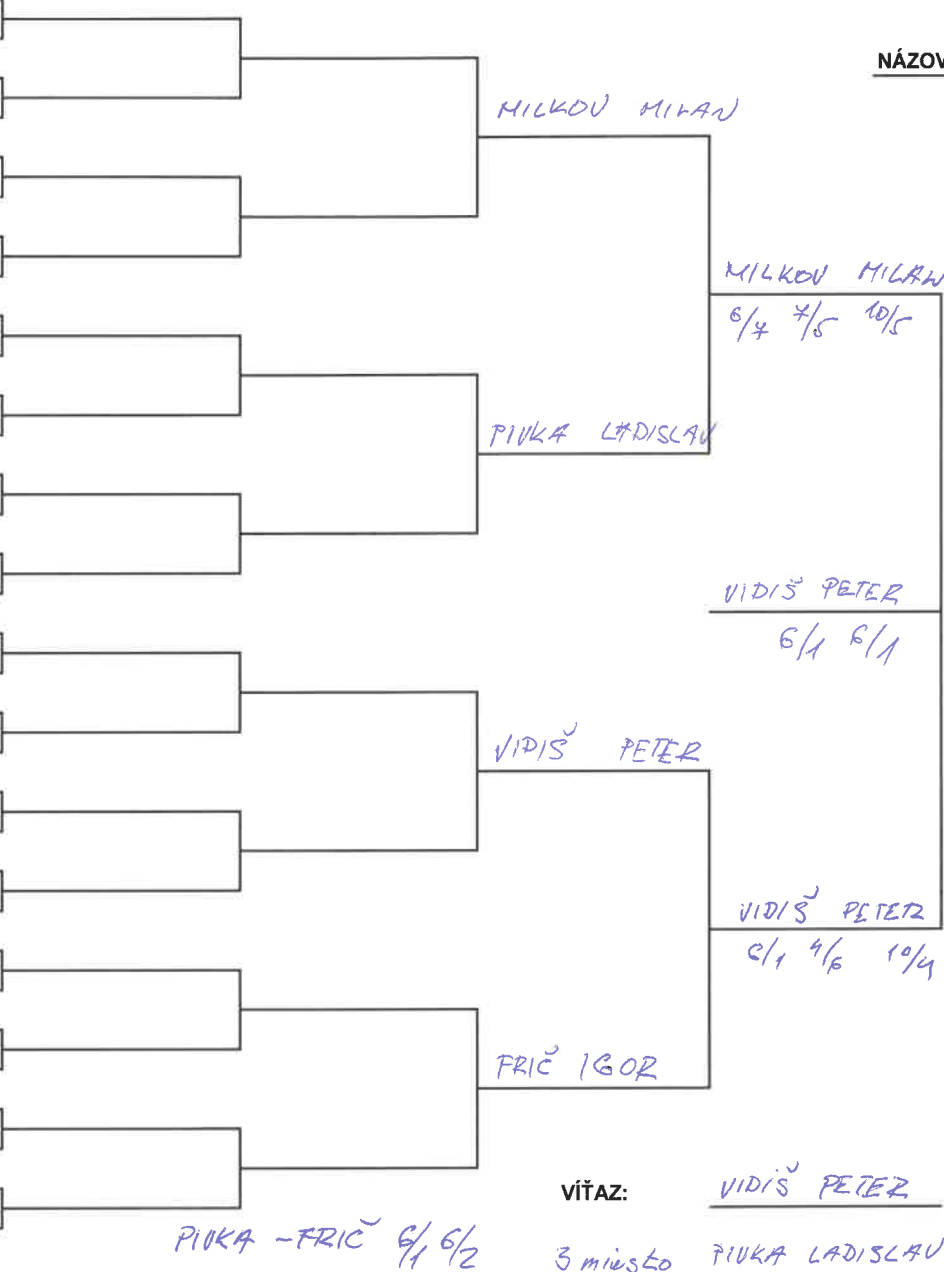 NÁZOV
MILKOV MILAN
MILKOV MILAN
6/7 7/5 10/5
PIVKA LADISLAV
VIDIŠ PETER
6/1 6/1
VIDIŠ PETER
VIDIŠ PETER
6/1 4/6 10/4
FRIČ IGOR
VÍŤAZ: VIDIŠ PETER
PIVKA - FRIČ 6/1 6/2
3 miesto PIVKA LADISLAV